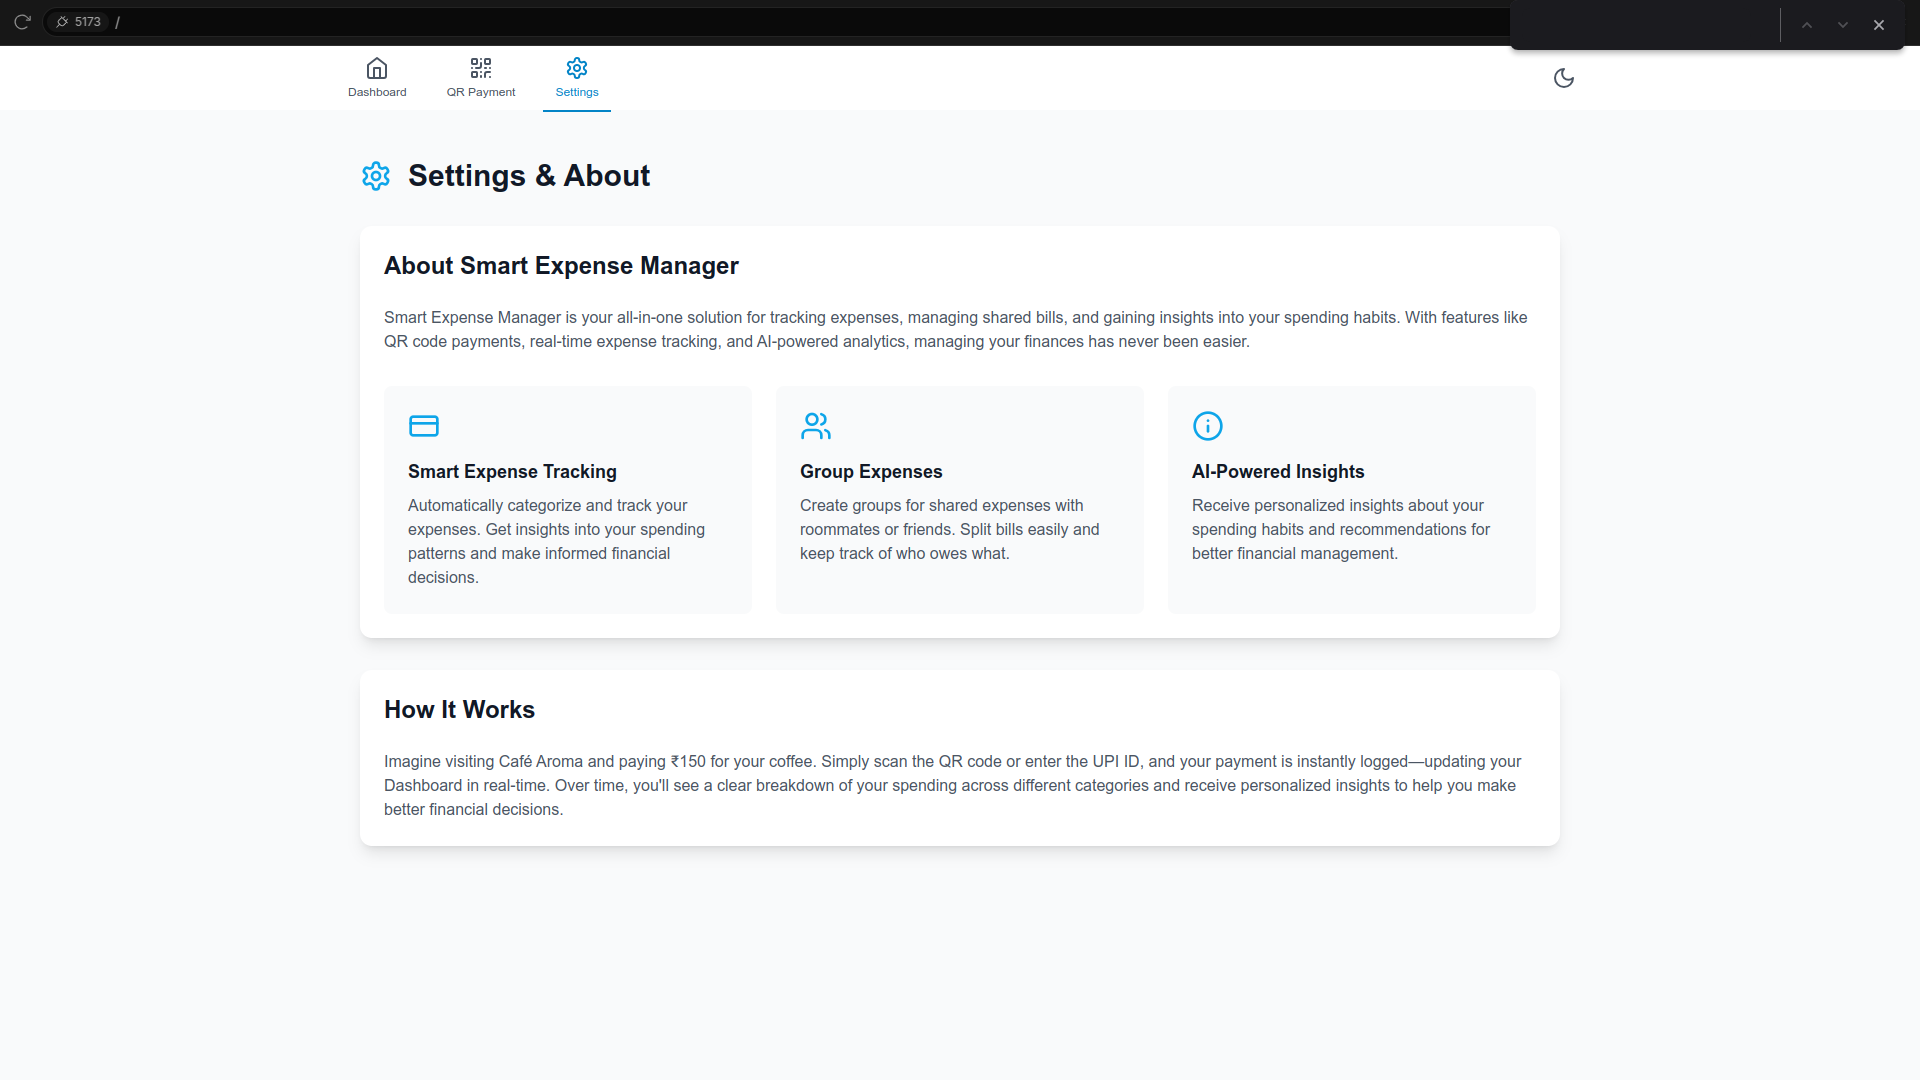 5173 /
Dashboard
QR Payment
Settings
Settings & About
About Smart Expense Manager
Smart Expense Manager is your all-in-one solution for tracking expenses, managing shared bills, and gaining insights into your spending habits. With features like
QR code payments, real-time expense tracking, and AI-powered analytics, managing your finances has never been easier.
Smart Expense Tracking
Automatically categorize and track your
expenses. Get insights into your spending
patterns and make informed financial
decisions.
Group Expenses
Create groups for shared expenses with
roommates or friends. Split bills easily and
keep track of who owes what.
AI-Powered Insights
Receive personalized insights about your
spending habits and recommendations for
better financial management.
How It Works
Imagine visiting Café Aroma and paying ₹150 for your coffee. Simply scan the QR code or enter the UPI ID, and your payment is instantly logged—updating your
Dashboard in real-time. Over time, you'll see a clear breakdown of your spending across different categories and receive personalized insights to help you make
better financial decisions.